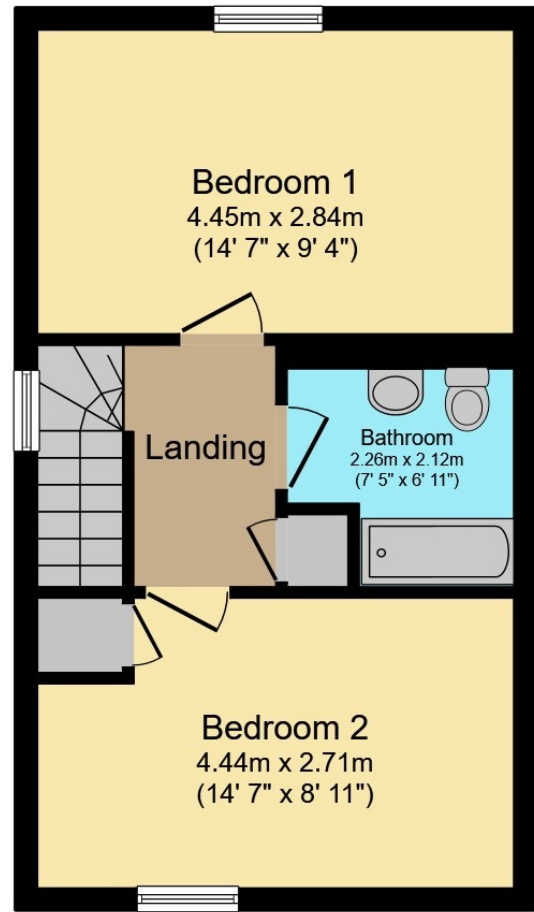 Bedroom 1
4.45m x 2.84m
(14' 7" x 9' 4")
Landing
Bathroom
2.26m x 2.12m
(7' 5" x 6' 11")
Bedroom 2
4.44m x 2.71m
(14' 7" x 8' 11")